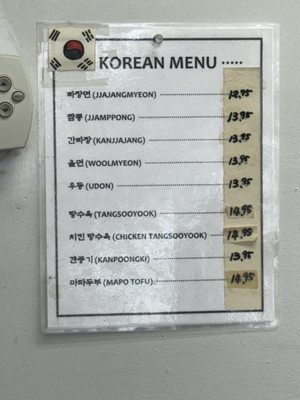 KOREAN MENU .....
짜장면 (JJAJANGMYEON) 12.95
짬뽕 (JJAMPPONG) 13.95
간짜장 (KANJJAJANG) 13.95
울면 (WOOLMYEON) 13.95
우동 (UDON) 13.95
탕수육 (TANGSOOYOOK) 14.95
치킨 탕수육 (CHICKEN TANGSOOYOOK) 14.95
깐풍기 (KANPOONGKI) 13.95
마파두부 (MAPO TOFU) 14.95